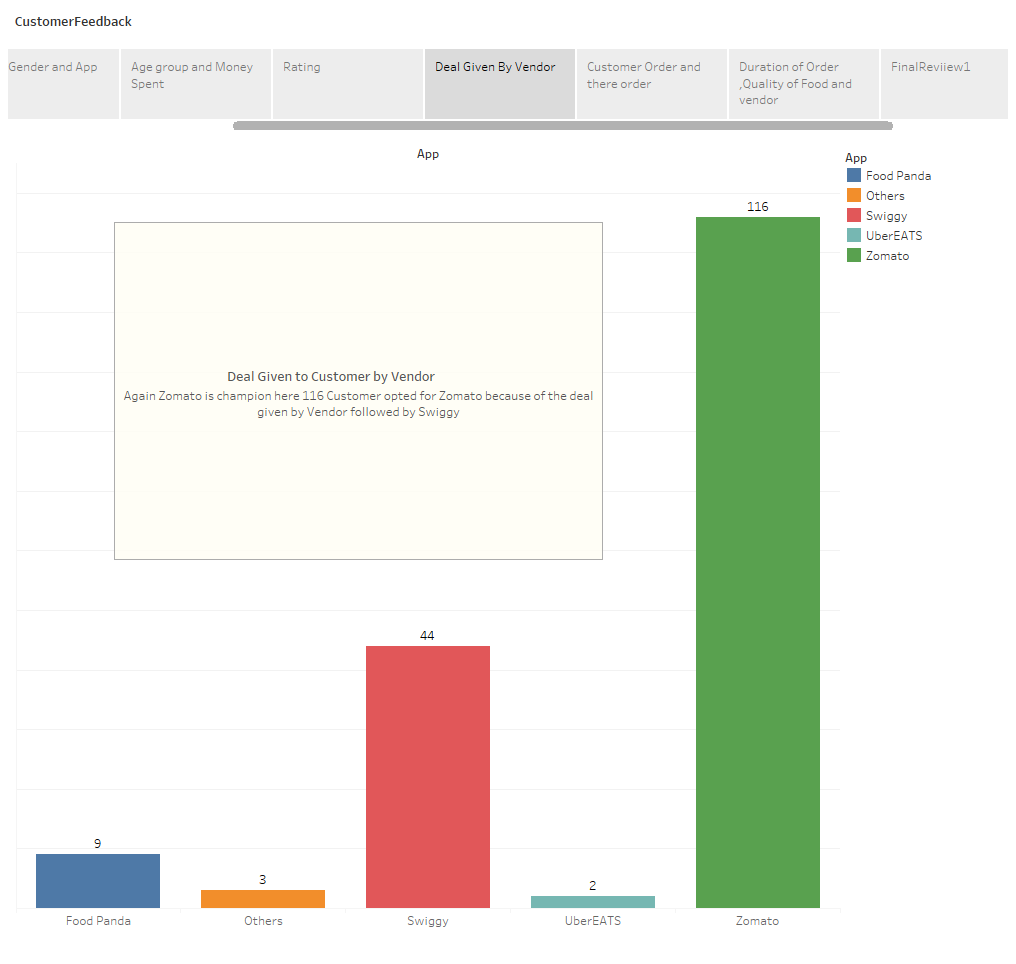 CustomerFeedback
Gender and App
Age group and Money
Spent
Rating
Deal Given By Vendor
Customer Order and
there order
Duration of Order
,Quality of Food and
vendor
FinalReviiew1
App
App
Food Panda
Others
Swiggy
UberEATS
Zomato
116
Deal Given to Customer by Vendor
Again Zomato is champion here 116 Customer opted for Zomato because of the deal
given by Vendor followed by Swiggy
44
9
3
2
Food Panda
Others
Swiggy
UberEATS
Zomato